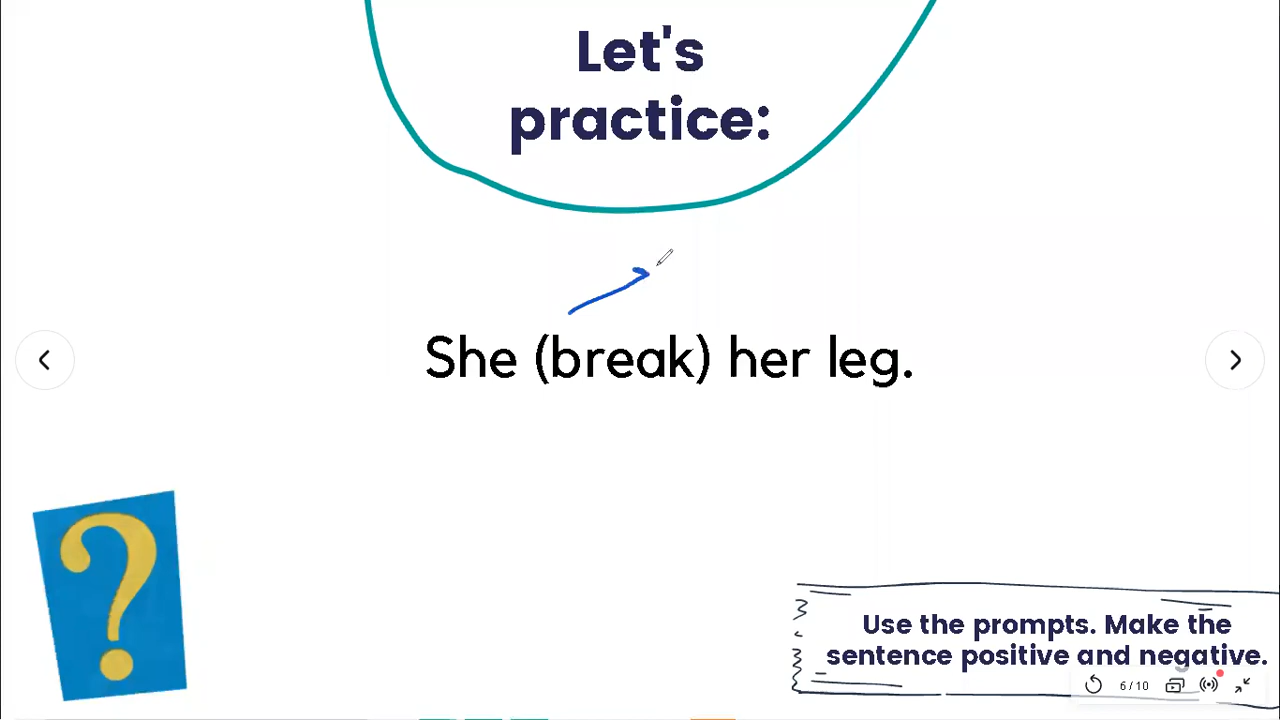 Let's
practice:
She (break) her leg.
?
Use the prompts. Make the
sentence positive and negative.
6 / 10